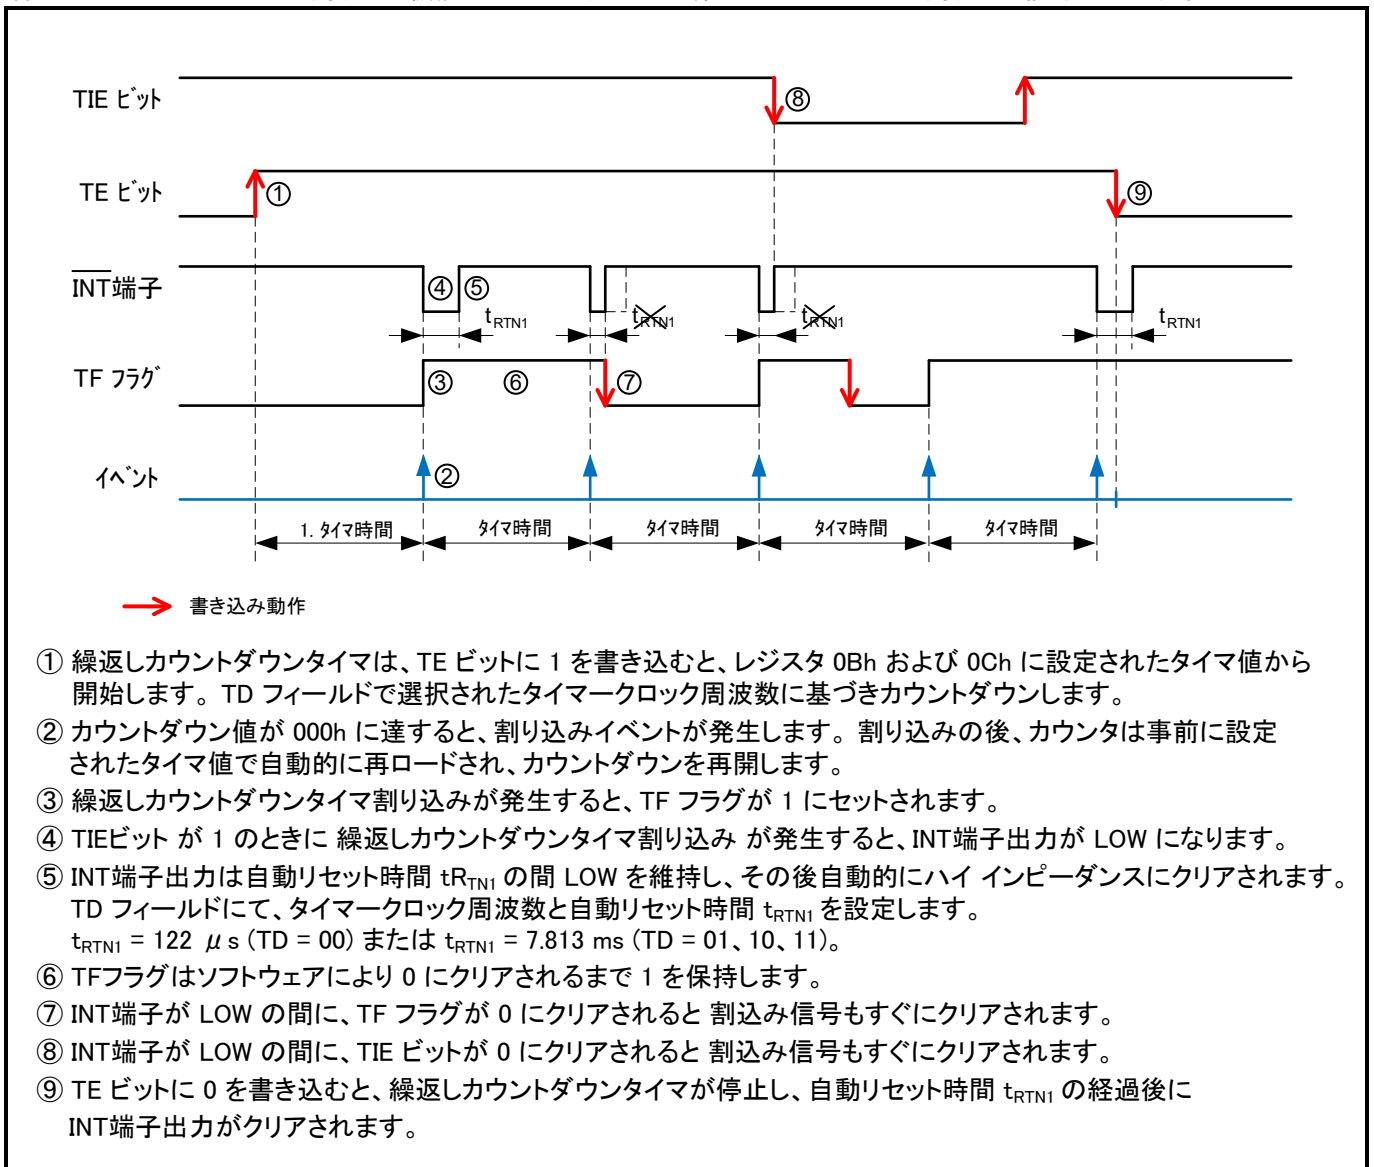 TIE ビット
⑧
TE ビット
①
⑨
INT端子
④ ⑤
tRTN1
tRTN1
tRTN1
tRTN1
TF フラグ
③ ⑥ ⑦
イベント
②
1. タイマ時間
タイマ時間
タイマ時間
タイマ時間
タイマ時間
書き込み動作
① 繰返しカウントダウンタイマは、TE ビットに 1 を書き込むと、レジスタ 0Bh および 0Ch に設定されたタイマ値から
開始します。 TD フィールドで選択されたタイマークロック周波数に基づきカウントダウンします。
② カウントダウン値が 000h に達すると、割り込みイベントが発生します。 割り込みの後、カウンタは事前に設定
されたタイマ値で自動的に再ロードされ、カウントダウンを再開します。
③ 繰返しカウントダウンタイマ割り込みが発生すると、TF フラグが 1 にセットされます。
④ TIEビット が 1 のときに 繰返しカウントダウンタイマ割り込み が発生すると、INT端子出力が LOW になります。
⑤ INT端子出力は自動リセット時間 tRTN1 の間 LOW を維持し、その後自動的にハイ インピーダンスにクリアされます。
TD フィールドにて、タイマークロック周波数と自動リセット時間 tRTN1 を設定します。
tRTN1 = 122 μs (TD = 00) または tRTN1 = 7.813 ms (TD = 01、10、11)。
⑥ TFフラグはソフトウェアにより 0 にクリアされるまで 1 を保持します。
⑦ INT端子が LOW の間に、TF フラグが 0 にクリアされると 割込み信号もすぐにクリアされます。
⑧ INT端子が LOW の間に、TIE ビットが 0 にクリアされると 割込み信号もすぐにクリアされます。
⑨ TE ビットに 0 を書き込むと、繰返しカウントダウンタイマが停止し、自動リセット時間 tRTN1 の経過後に
INT端子出力がクリアされます。